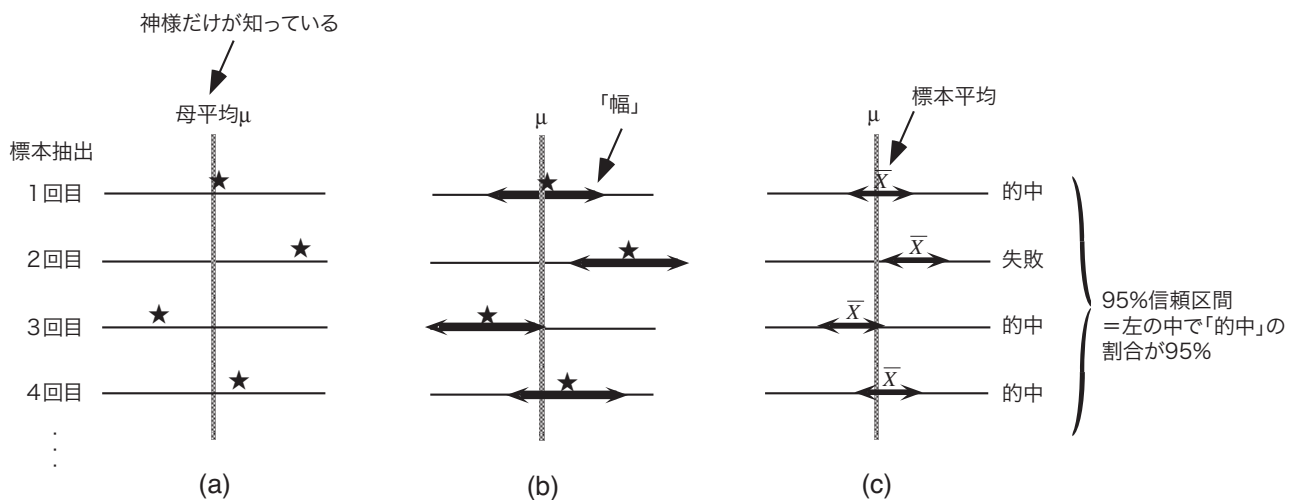 神様だけが知っている
母平均μ
標本抽出
1回目
2回目
3回目
4回目
・・・
(a)
μ
「幅」
(b)
μ
標本平均
X̅
的中
X̅
失敗
X̅
的中
X̅
的中
95%信頼区間
=左の中で「的中」の
割合が95%
(c)